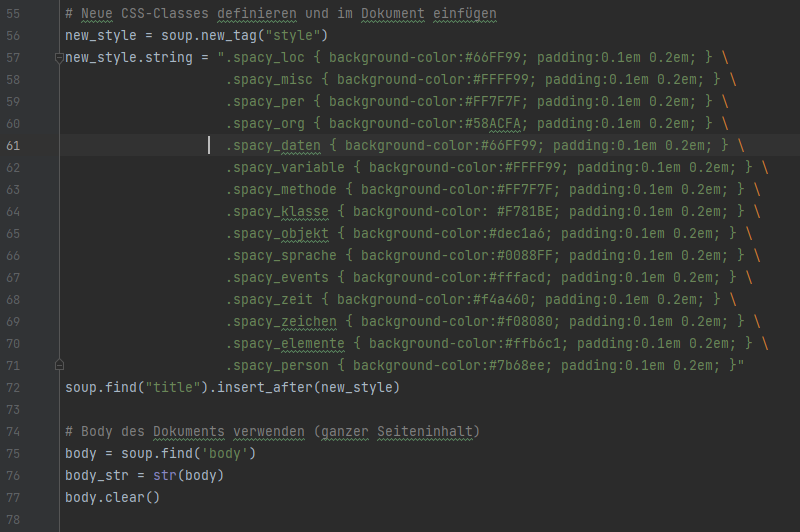 55 # Neue CSS-Classes definieren und im Dokument einfügen
56 new_style = soup.new_tag("style")
57 new_style.string = ".spacy_loc { background-color:#66FF99; padding:0.1em 0.2em; } \
58 .spacy_misc { background-color:#FFFF99; padding:0.1em 0.2em; } \
59 .spacy_per { background-color:#FF7F7F; padding:0.1em 0.2em; } \
60 .spacy_org { background-color:#58ACFA; padding:0.1em 0.2em; } \
61 .spacy_daten { background-color:#66FF99; padding:0.1em 0.2em; } \
62 .spacy_variable { background-color:#FFFF99; padding:0.1em 0.2em; } \
63 .spacy_methode { background-color:#FF7F7F; padding:0.1em 0.2em; } \
64 .spacy_klasse { background-color: #F781BE; padding:0.1em 0.2em; } \
65 .spacy_objekt { background-color:#dec1a6; padding:0.1em 0.2em; } \
66 .spacy_sprache { background-color:#0088FF; padding:0.1em 0.2em; } \
67 .spacy_events { background-color:#fffacd; padding:0.1em 0.2em; } \
68 .spacy_zeit { background-color:#f4a460; padding:0.1em 0.2em; } \
69 .spacy_zeichen { background-color:#f08080; padding:0.1em 0.2em; } \
70 .spacy_elemente { background-color:#ffb6c1; padding:0.1em 0.2em; } \
71 .spacy_person { background-color:#7b68ee; padding:0.1em 0.2em; }"
72 soup.find("title").insert_after(new_style)
73
74 # Body des Dokuments verwenden (ganzer Seiteninhalt)
75 body = soup.find('body')
76 body_str = str(body)
77 body.clear()
78